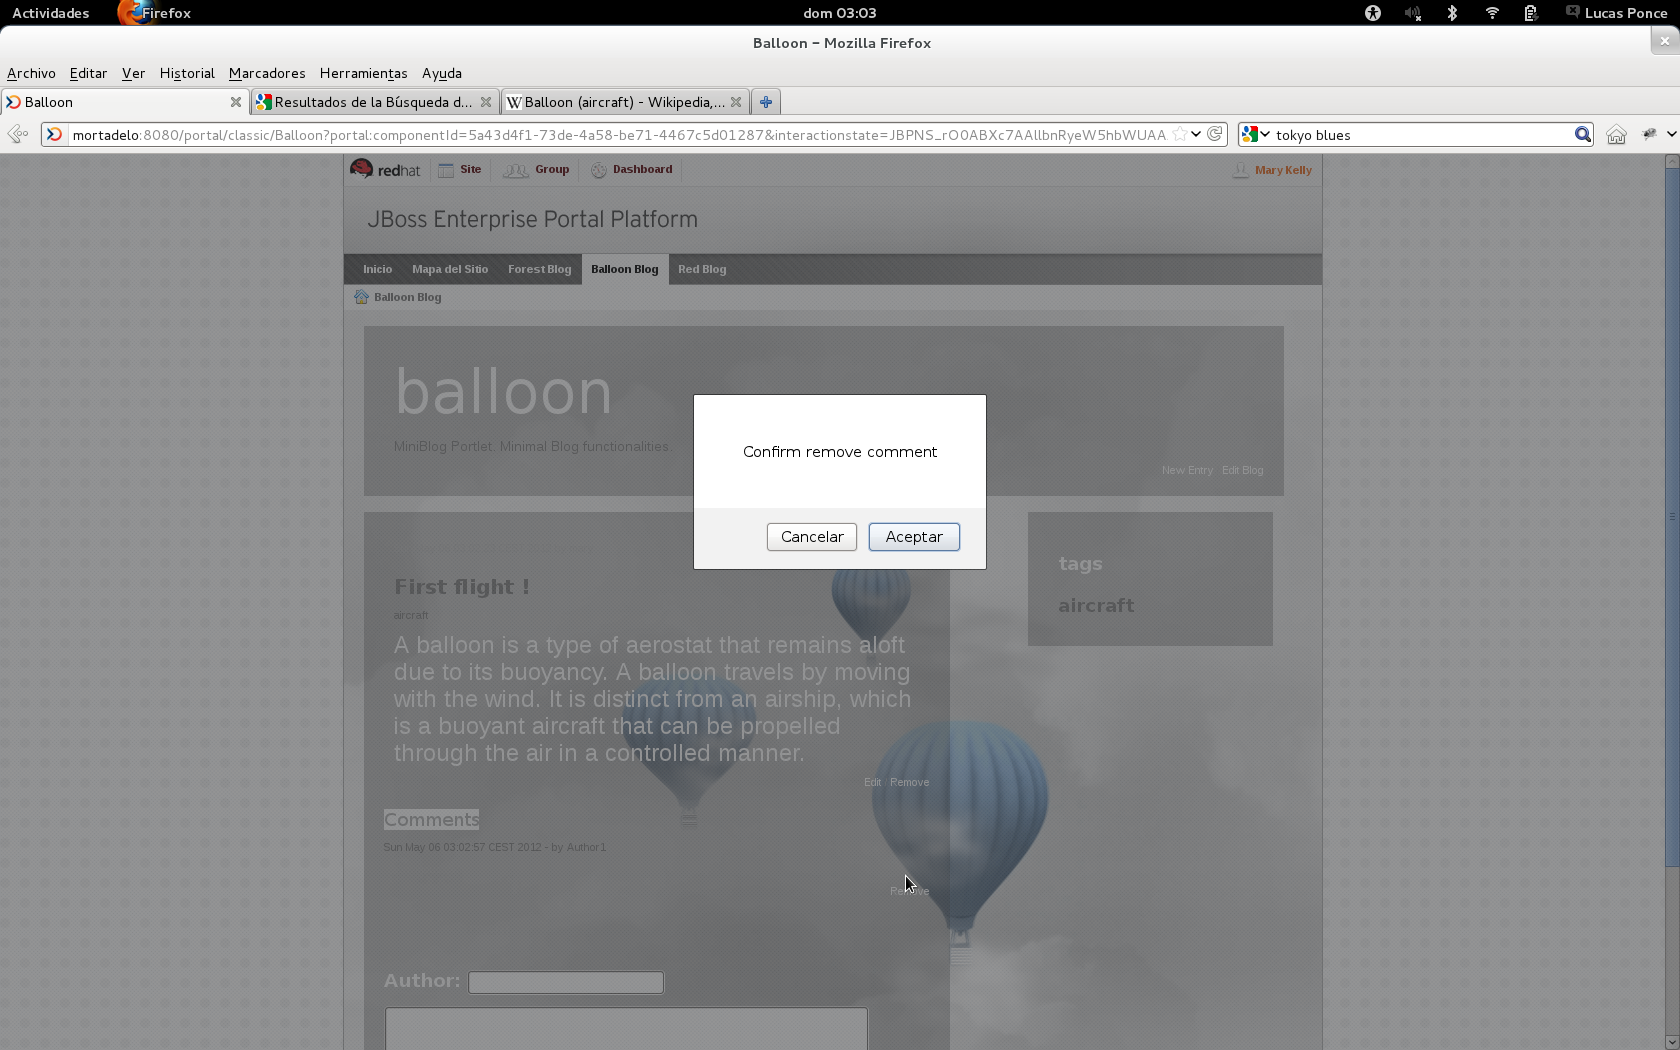 Actividades Firefox dom 03:03 Lucas Ponce
Balloon – Mozilla Firefox
Archivo Editar Ver Historial Marcadores Herramientas Ayuda
Balloon Resultados de la Búsqueda d... Balloon (aircraft) - Wikipedia,...
mortadelo:8080/portal/classic/Balloon?portal:componentId=5a43d4f1-73de-4a58-be71-4467c5d01287&interactionstate=JBPNS_rO0ABXc7AAllbnRyeW5hbWUAA tokyo blues
redhat Site Group Dashboard Mary Kelly
JBoss Enterprise Portal Platform
Inicio Mapa del Sitio Forest Blog Balloon Blog Red Blog
Balloon Blog
balloon
MiniBlog Portlet. Minimal Blog functionalities.
New Entry Edit Blog
Confirm remove comment
Cancelar Aceptar
First flight !
aircraft
A balloon is a type of aerostat that remains aloft
due to its buoyancy. A balloon travels by moving
with the wind. It is distinct from an airship, which
is a buoyant aircraft that can be propelled
through the air in a controlled manner.
Edit Remove
tags
aircraft
Comments
Sun May 06 03:02:57 CEST 2012 - by Author1
Remove
Author: